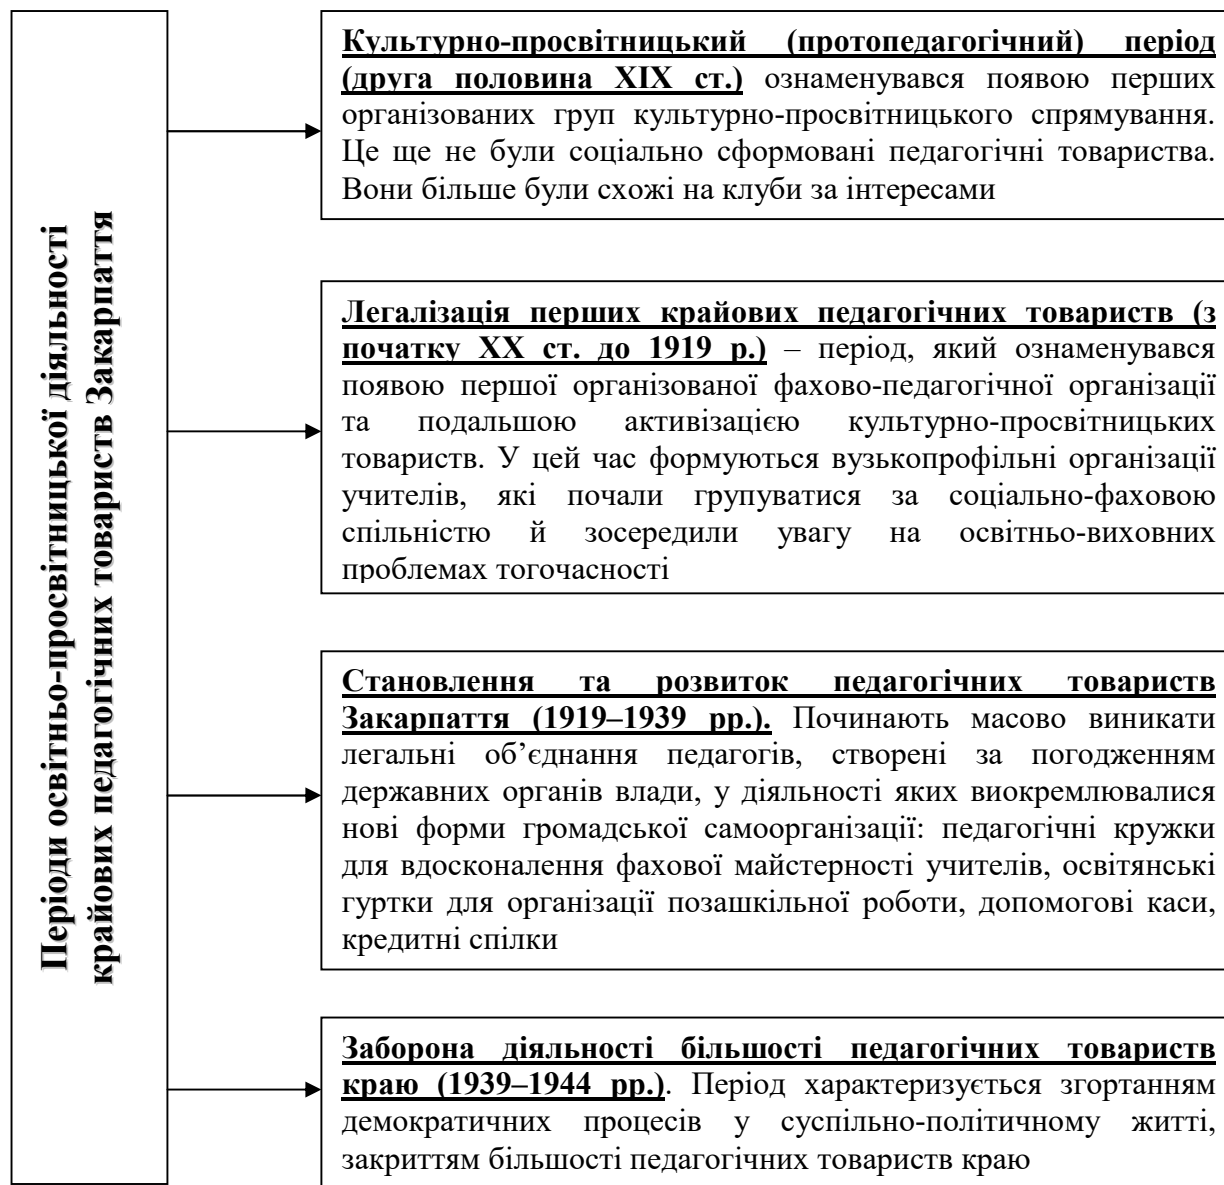 Періоди освітньо-просвітницької діяльності
крайових педагогічних товариств Закарпаття
Культурно-просвітницький (протопедагогічний) період
(друга половина ХІХ ст.) ознаменувався появою перших
організованих груп культурно-просвітницького спрямування.
Це ще не були соціально сформовані педагогічні товариства.
Вони більше були схожі на клуби за інтересами
Легалізація перших крайових педагогічних товариств (з
початку ХХ ст. до 1919 р.) – період, який ознаменувався
появою першої організованої фахово-педагогічної організації
та подальшою активізацією культурно-просвітницьких
товариств. У цей час формуються вузькопрофільні організації
учителів, які почали групуватися за соціально-фаховою
спільністю й зосередили увагу на освітньо-виховних
проблемах тогочасності
Становлення та розвиток педагогічних товариств
Закарпаття (1919–1939 рр.). Починають масово виникати
легальні об’єднання педагогів, створені за погодженням
державних органів влади, у діяльності яких виокремлювалися
нові форми громадської самоорганізації: педагогічні кружки
для вдосконалення фахової майстерності учителів, освітянські
гуртки для організації позашкільної роботи, допомогові каси,
кредитні спілки
Заборона діяльності більшості педагогічних товариств
краю (1939–1944 рр.). Період характеризується згортанням
демократичних процесів у суспільно-політичному житті,
закриттям більшості педагогічних товариств краю